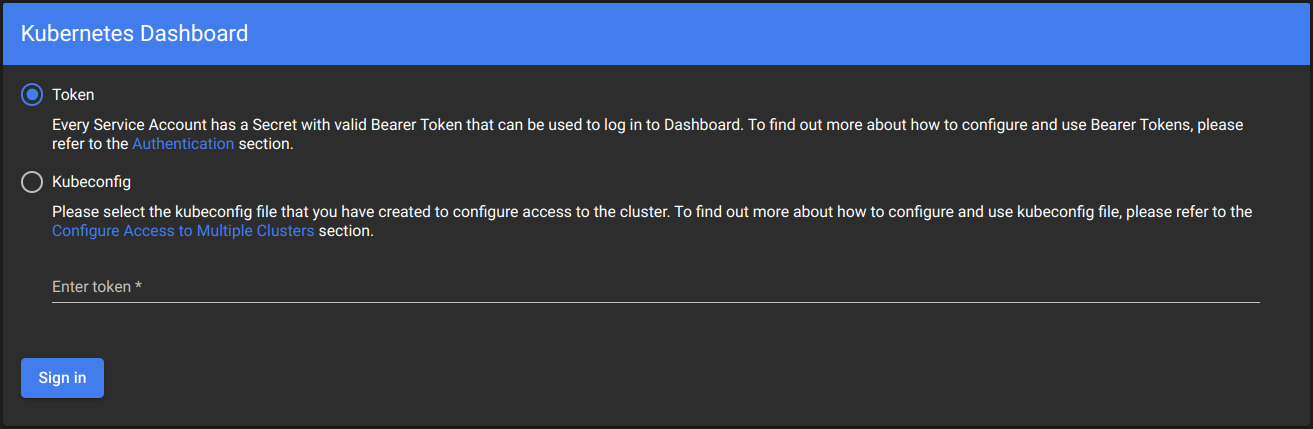 Kubernetes Dashboard
Token
Every Service Account has a Secret with valid Bearer Token that can be used to log in to Dashboard. To find out more about how to configure and use Bearer Tokens, please
refer to the Authentication section.
Kubeconfig
Please select the kubeconfig file that you have created to configure access to the cluster. To find out more about how to configure and use kubeconfig file, please refer to the
Configure Access to Multiple Clusters section.
Enter token *
Sign in